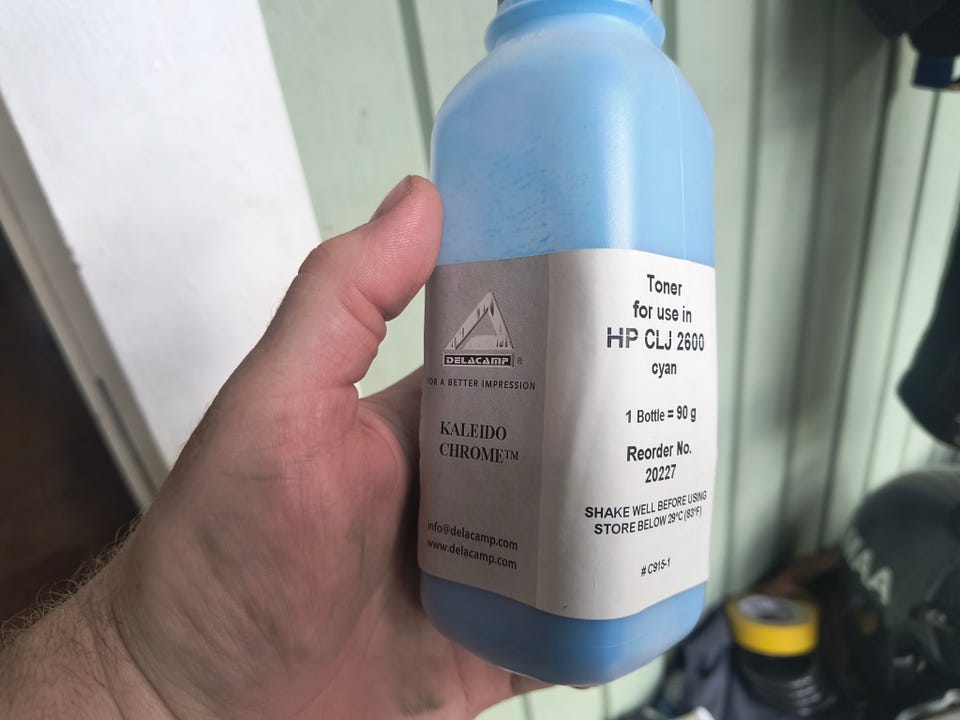 DELACAMP ®
FOR A BETTER IMPRESSION
KALEIDO
CHROME™
info@delacamp.com
www.delacamp.com
Toner
for use in
HP CLJ 2600
cyan
1 Bottle = 90 g
Reorder No.
20227
SHAKE WELL BEFORE USING
STORE BELOW 29°C (83°F)
# C915-1